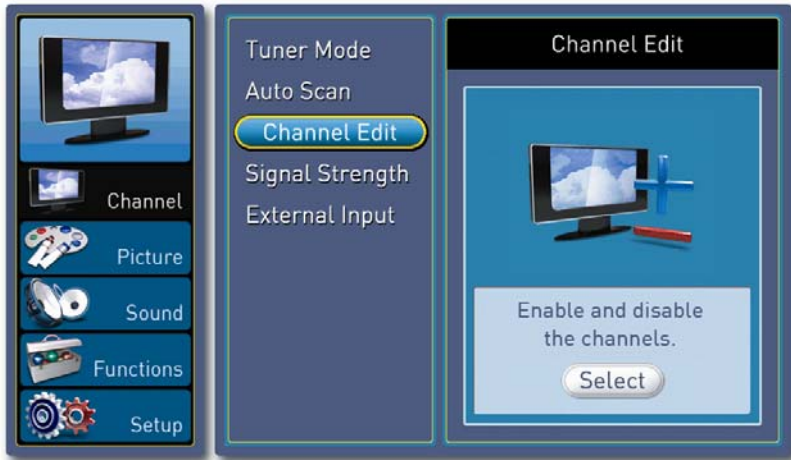 Channel
Picture
Sound
Functions
Setup
Tuner Mode
Auto Scan
Channel Edit
Signal Strength
External Input
Channel Edit
Enable and disable
the channels.
Select